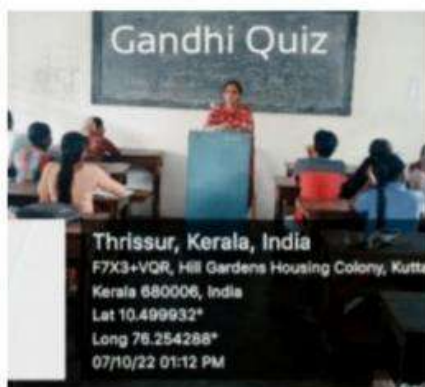 Gandhi Quiz
Thrissur, Kerala, India
F7X3+VQR, Hill Gardens Housing Colony, Kutta
Kerala 680006, India
Lat 10.499932°
Long 76.254288°
07/10/22 01:12 PM